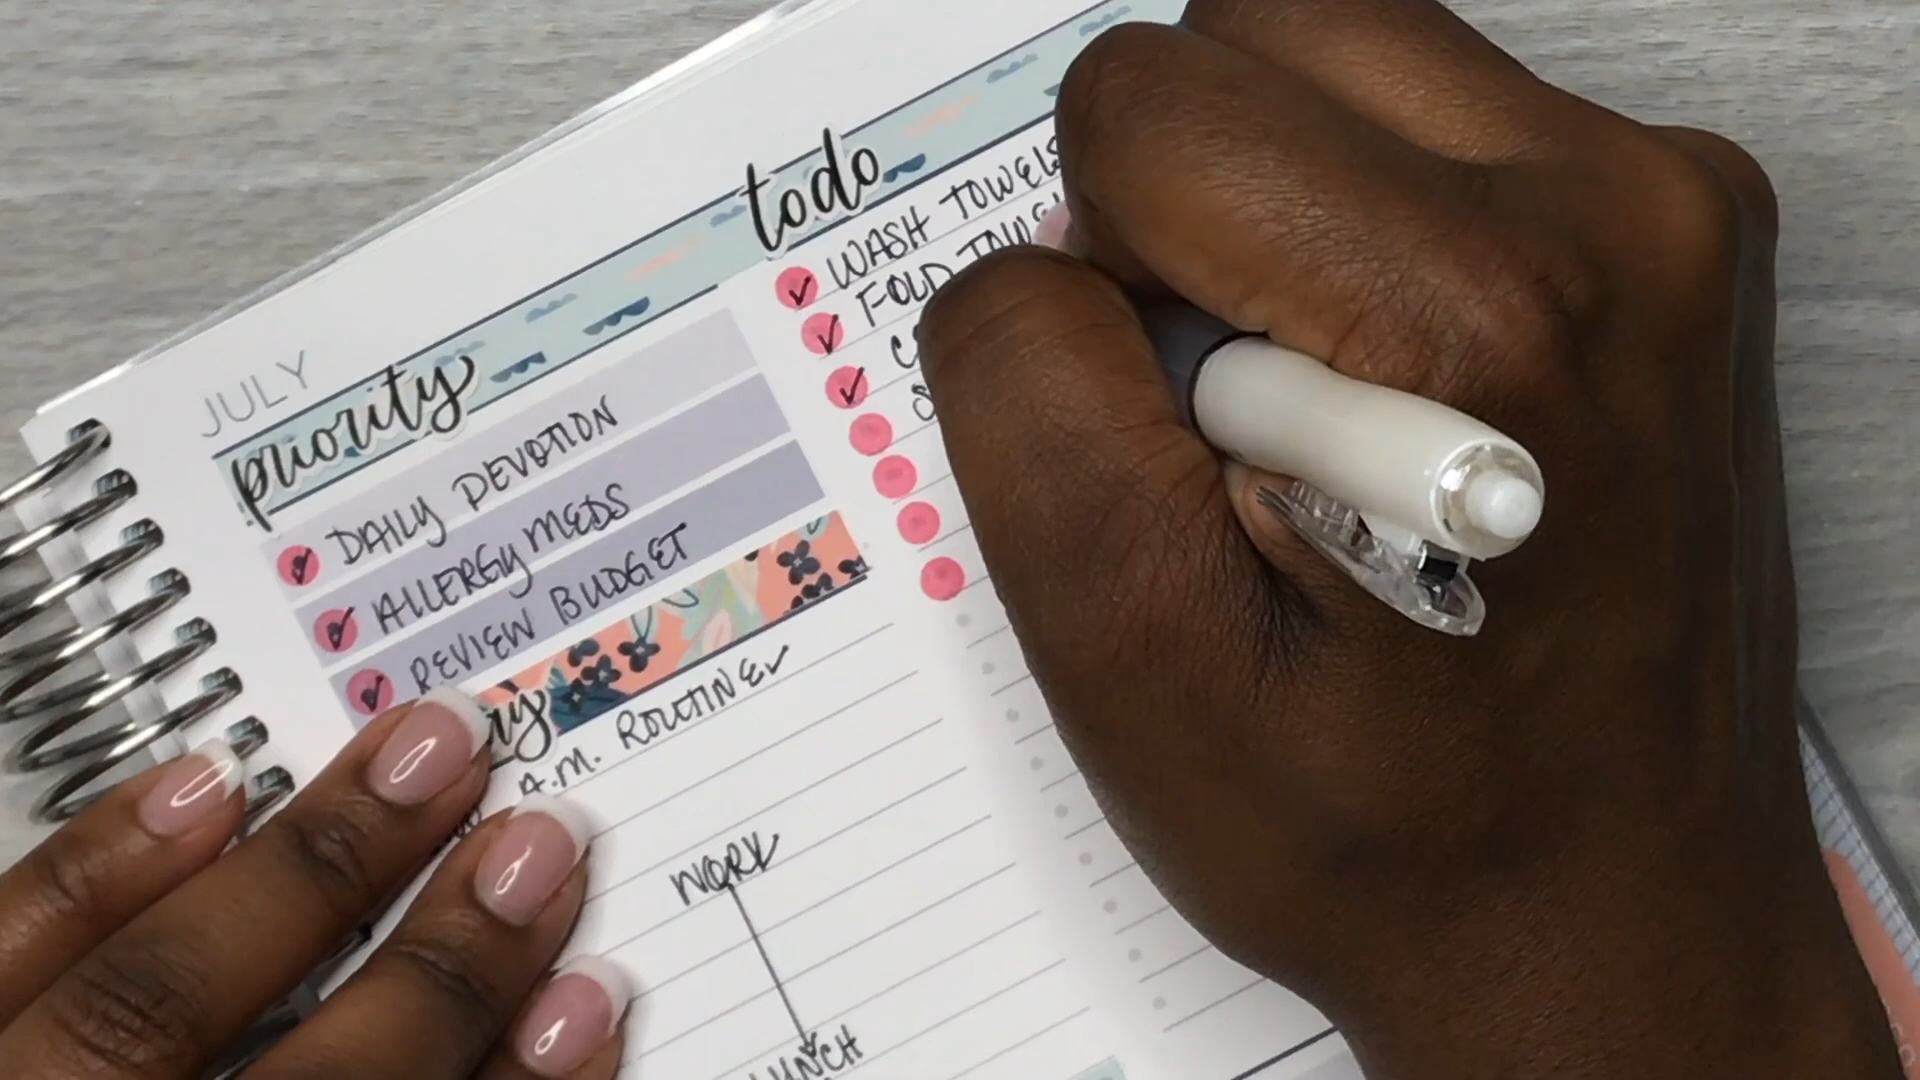 JULY
priority
DAILY DEVOTION
ALLERGY MEDS
REVIEW BUDGET
A.M. ROUTINE
WORK
LUNCH
todo
WASH TOWELS
FOLD